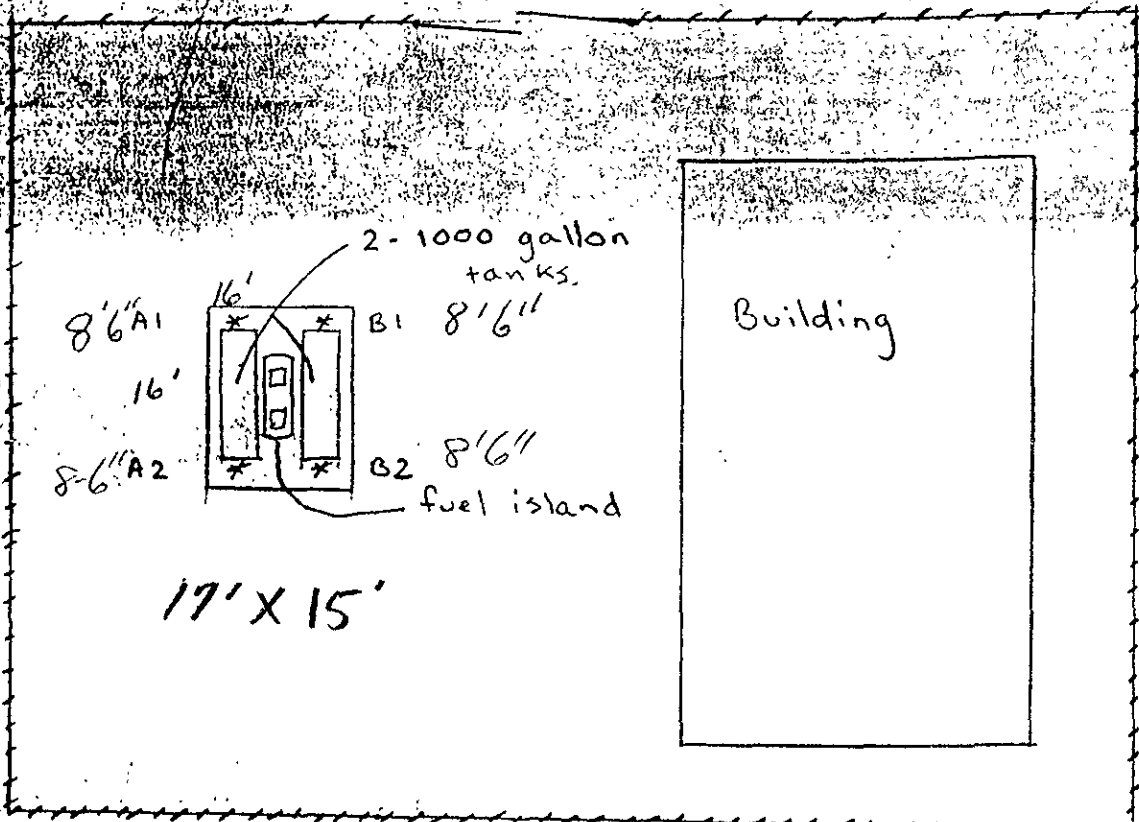 2-1000 gallon
tanks.
16'
8'6" A1
B1 8'6"
Building
16'
8-6" A2
B2 8'6"
fuel island
17' X 15'